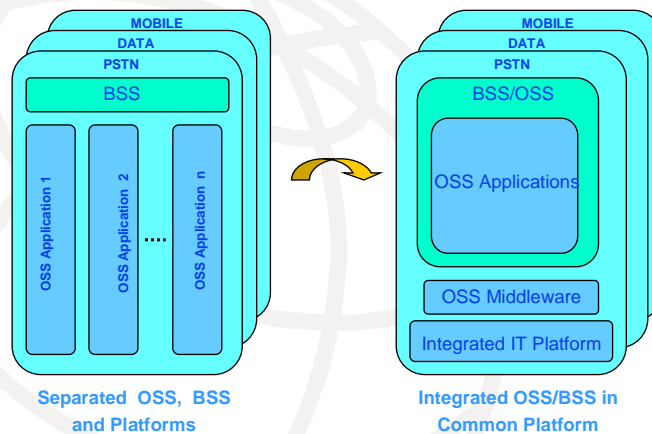 MOBILE
DATA
PSTN
BSS
OSS Application 1
OSS Application 2
....
OSS Application n
Separated OSS, BSS
and Platforms
MOBILE
DATA
PSTN
BSS/OSS
OSS Applications
OSS Middleware
Integrated IT Platform
Integrated OSS/BSS in
Common Platform